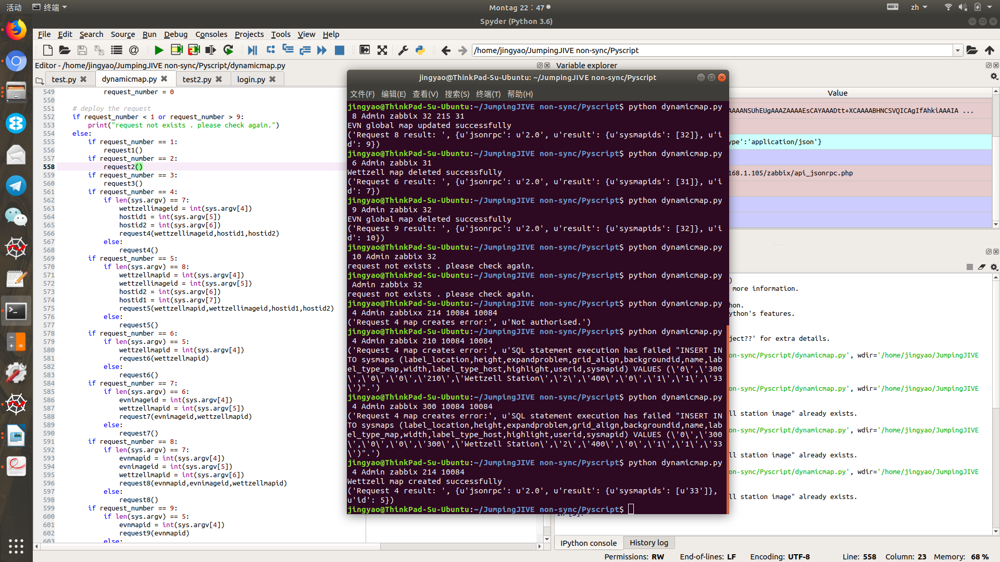 活动
终端
Montag 22：47
zh
Spyder (Python 3.6)
File Edit Search Source Run Debug Consoles Projects Tools View Help
/home/jingyao/JumpingJIVE non-sync/Pyscript
Editor - /home/jingyao/JumpingJIVE non-sync/Pyscript/dynamicmap.py
test.py
dynamicmap.py
test2.py
login.py
549 request_number = 0
550
551 # deploy the request
552 if request_number < 1 or request_number > 9:
553 print("request not exists . please check again.")
554 else:
555 if request_number == 1:
556 request1()
557 if request_number == 2:
558 request2()
559 if request_number == 3:
560 request3()
561 if request_number == 4:
562 if len(sys.argv) == 7:
563 wettzellimageid = int(sys.argv[4])
564 hostid1 = int(sys.argv[5])
565 hostid2 = int(sys.argv[6])
566 request4(wettzellimageid,hostid1,hostid2)
567 else:
568 request4()
569 if request_number == 5:
570 if len(sys.argv) == 8:
571 wettzellmapid = int(sys.argv[4])
572 wettzellimageid = int(sys.argv[5])
573 hostid2 = int(sys.argv[6])
574 hostid1 = int(sys.argv[7])
575 request5(wettzellmapid,wettzellimageid,hostid1,hostid2)
576 else:
577 request5()
578 if request_number == 6:
579 if len(sys.argv) == 5:
580 wettzellmapid = int(sys.argv[4])
581 request6(wettzellmapid)
582 else:
583 request6()
584 if request_number == 7:
585 if len(sys.argv) == 6:
586 evnimageid = int(sys.argv[4])
587 wettzellmapid = int(sys.argv[5])
588 request7(evnimageid,wettzellmapid)
589 else:
590 request7()
591 if request_number == 8:
592 if len(sys.argv) == 7:
593 evnmapid = int(sys.argv[4])
594 evnimageid = int(sys.argv[5])
595 wettzellmapid = int(sys.argv[6])
596 request8(evnmapid,evnimageid,wettzellmapid)
597 else:
598 request8()
599 if request_number == 9:
600 if len(sys.argv) == 5:
601 evnmapid = int(sys.argv[4])
602 request9(evnmapid)
603 else:
jingyao@ThinkPad-Su-Ubuntu: ~/JumpingJIVE non-sync/Pyscript
文件(F) 编辑(E) 查看(V) 搜索(S) 终端(T) 帮助(H)
jingyao@ThinkPad-Su-Ubuntu:~/JumpingJIVE non-sync/Pyscript$ python dynamicmap.py
8 Admin zabbix 32 215 31
EVN global map updated successfully
('Request 8 result: ', {u'jsonrpc': u'2.0', u'result': {u'sysmapids': [32]}, u'i
d': 9})
jingyao@ThinkPad-Su-Ubuntu:~/JumpingJIVE non-sync/Pyscript$ python dynamicmap.py
6 Admin zabbix 31
Wettzell map deleted successfully
('Request 6 result: ', {u'jsonrpc': u'2.0', u'result': {u'sysmapids': [31]}, u'i
d': 7})
jingyao@ThinkPad-Su-Ubuntu:~/JumpingJIVE non-sync/Pyscript$ python dynamicmap.py
9 Admin zabbix 32
EVN global map deleted successfully
('Request 9 result: ', {u'jsonrpc': u'2.0', u'result': {u'sysmapids': [32]}, u'i
d': 10})
jingyao@ThinkPad-Su-Ubuntu:~/JumpingJIVE non-sync/Pyscript$ python dynamicmap.py
10 Admin zabbix 32
request not exists . please check again.
jingyao@ThinkPad-Su-Ubuntu:~/JumpingJIVE non-sync/Pyscript$ python dynamicmap.py
Admin zabbix 32
request not exists . please check again.
jingyao@ThinkPad-Su-Ubuntu:~/JumpingJIVE non-sync/Pyscript$ python dynamicmap.py
4 Admin zabbixx 214 10084 10084
('Request 4 map creates error:', u'Not authorised.')
jingyao@ThinkPad-Su-Ubuntu:~/JumpingJIVE non-sync/Pyscript$ python dynamicmap.py
4 Admin zabbix 210 10084 10084
('Request 4 map creates error:', u'SQL statement execution has failed "INSERT IN
TO sysmaps (label_location,height,expandproblem,grid_align,backgroundid,name,lab
el_type_map,width,label_type_host,highlight,userid,sysmapid) VALUES (\'0\',\'300
\',\'0\',\'0\',\'210\',\'Wettzell Station\',\'2\',\'400\',\'0\',\'1\',\'1\',\'33
\')".')
jingyao@ThinkPad-Su-Ubuntu:~/JumpingJIVE non-sync/Pyscript$ python dynamicmap.py
4 Admin zabbix 300 10084 10084
('Request 4 map creates error:', u'SQL statement execution has failed "INSERT IN
TO sysmaps (label_location,height,expandproblem,grid_align,backgroundid,name,lab
el_type_map,width,label_type_host,highlight,userid,sysmapid) VALUES (\'0\',\'300
\',\'0\',\'0\',\'300\',\'Wettzell Station\',\'2\',\'400\',\'0\',\'1\',\'1\',\'33
\')".')
jingyao@ThinkPad-Su-Ubuntu:~/JumpingJIVE non-sync/Pyscript$ python dynamicmap.py
4 Admin zabbix 214 10084
Wettzell map created successfully
('Request 4 result: ', {u'jsonrpc': u'2.0', u'result': {u'sysmapids': [u'33']},
u'id': 5})
jingyao@ThinkPad-Su-Ubuntu:~/JumpingJIVE non-sync/Pyscript$
Variable explorer
Value
AAAANSUhEUgAAAZAAAAEsCAYAAADtt+XCAAAABHNCSVQICAgIfAhkiAAAIA ...
ype':'application/json'}
168.1.105/zabbix/api_jsonrpc.php
)
more information.
hon.
ython's features.
ject??' for extra details.
on-sync/Pyscript/dynamicmap.py', wdir='/home/jingyao/JumpingJIVE
on-sync/Pyscript/dynamicmap.py', wdir='/home/jingyao/JumpingJIVE
ll station image" already exists.
on-sync/Pyscript/dynamicmap.py', wdir='/home/jingyao/JumpingJIVE
ll station image" already exists.
on-sync/Pyscript/dynamicmap.py', wdir='/home/jingyao/JumpingJIVE
ll station image" already exists.
IPython console
History log
Permissions: RW End-of-lines: LF Encoding: UTF-8 Line: 558 Column: 23 Memory: 68 %